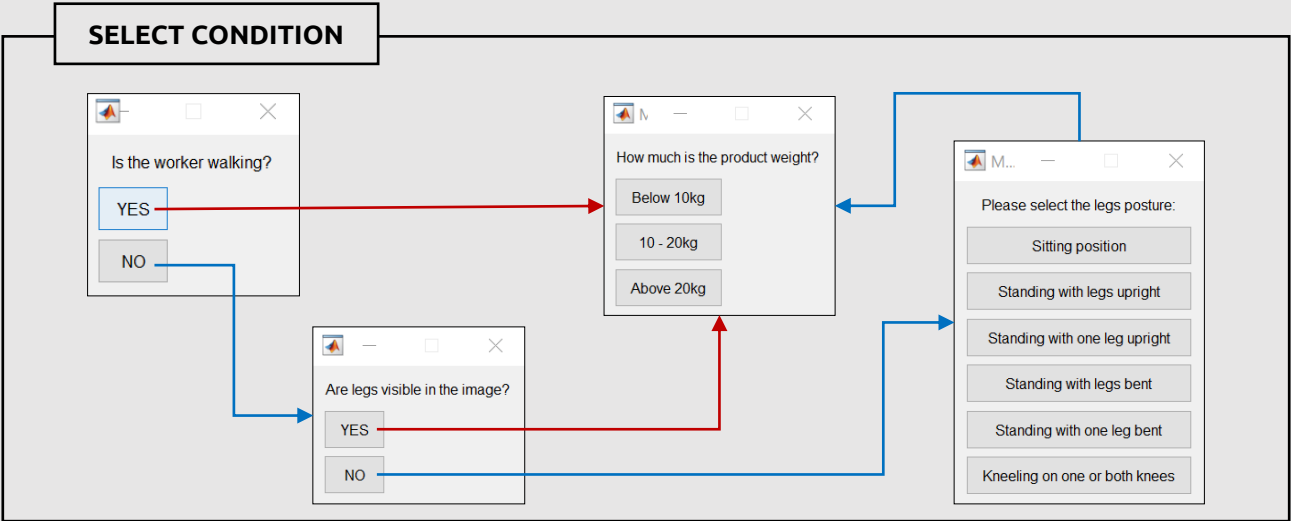 SELECT CONDITION
Is the worker walking?
YES
NO
M
How much is the product weight?
Below 10kg
10 - 20kg
Above 20kg
M...
Please select the legs posture:
Sitting position
Standing with legs upright
Standing with one leg upright
Standing with legs bent
Standing with one leg bent
Kneeling on one or both knees
Are legs visible in the image?
YES
NO